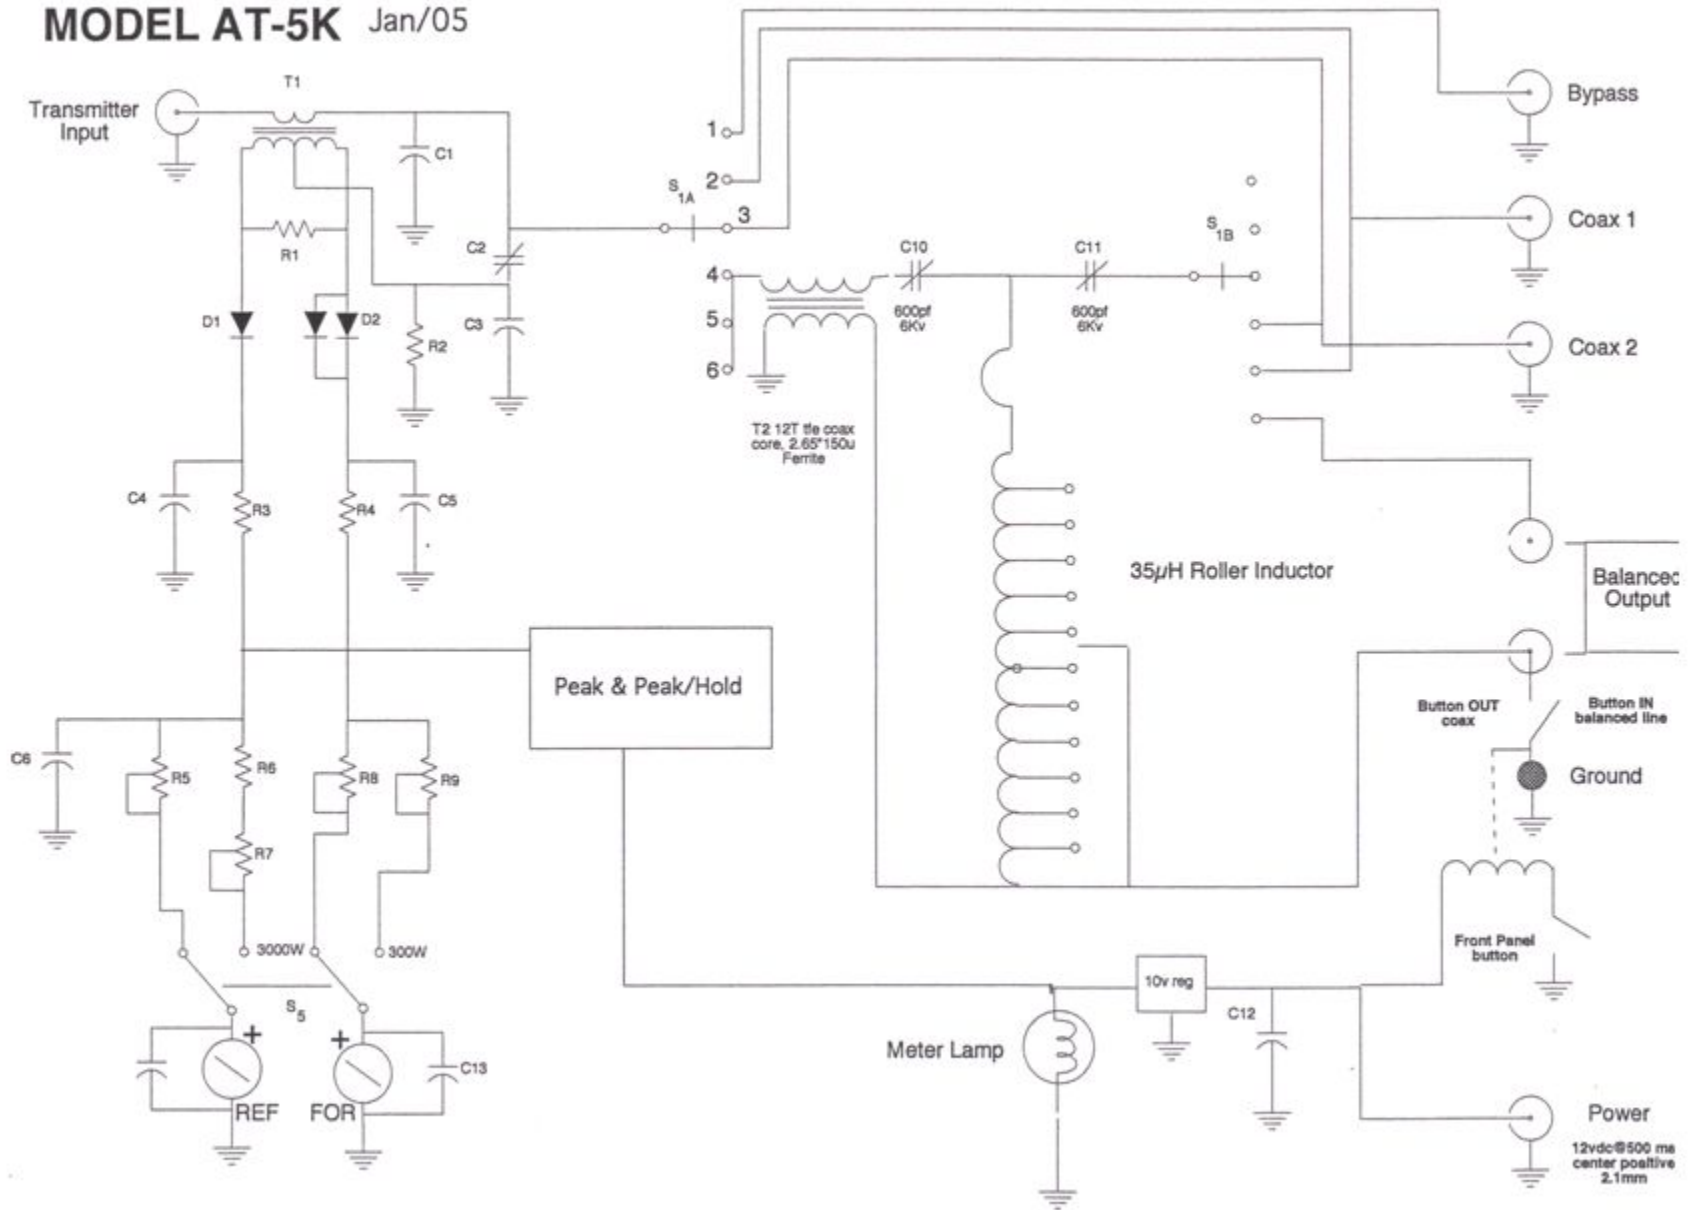 MODEL AT-5K Jan/05
T1
Transmitter
Input
C1
R1
C2
D1
D2
R2
C3
C4
R3
R4
C5
1
2
3
4
5
6
S1A
C10
600pf
6Kv
C11
600pf
6Kv
S1B
T2 12T tfe coax
core, 2.65"150u
Ferrite
35µH Roller Inductor
Bypass
Coax 1
Coax 2
Balanced
Output
Button OUT
coax
Button IN
balanced line
Ground
Front Panel
button
Peak & Peak/Hold
C6
R5
R6
R7
R8
R9
3000W
300W
S5
+
+
REF
FOR
C13
Meter Lamp
10v reg
C12
Power
12vdc@500 ma
center positive
2.1mm